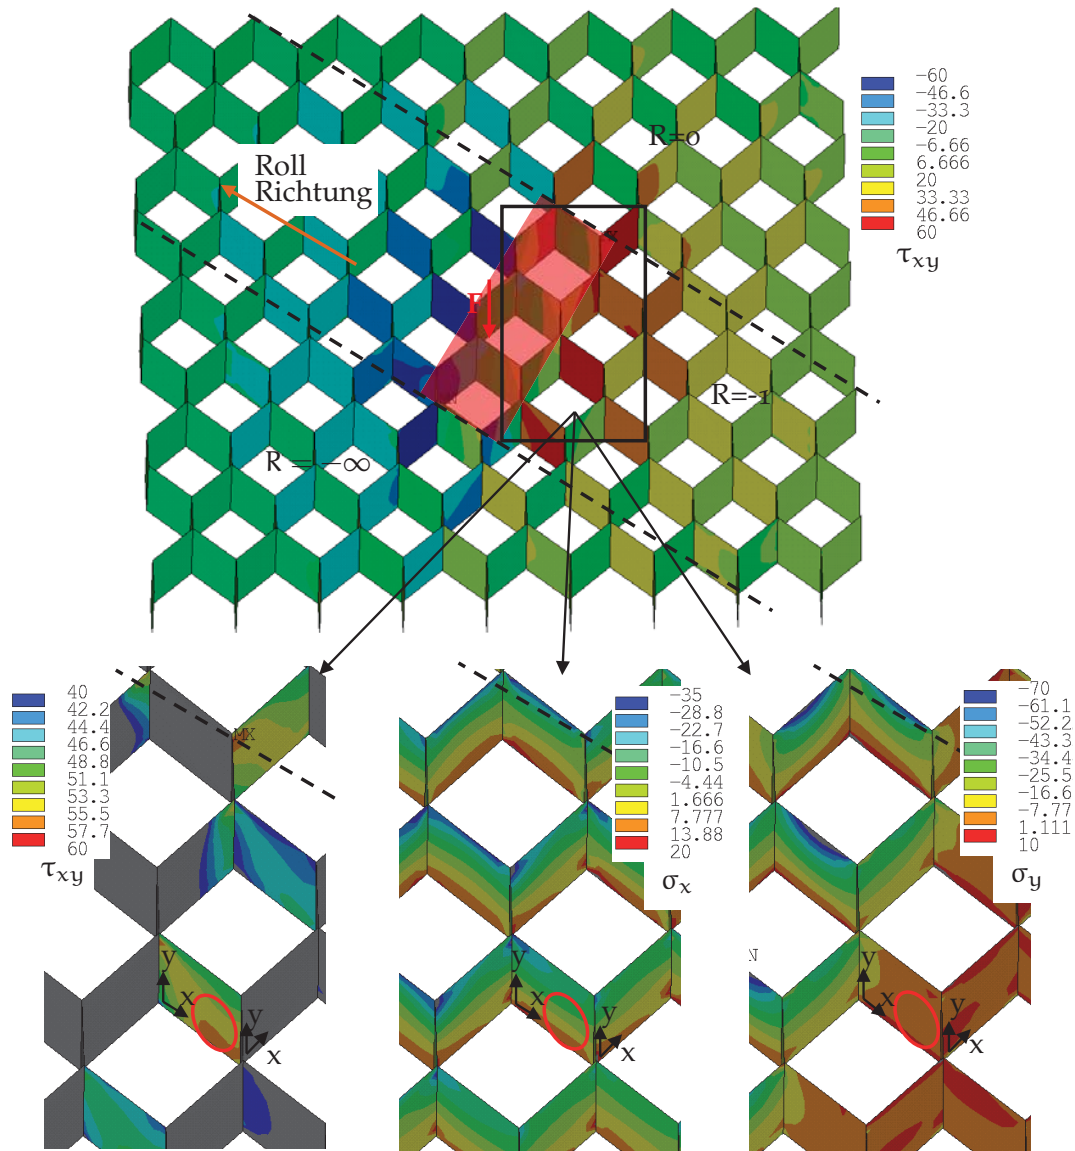 -60
-46.6
-33.3
-20
-6.66
6.666
20
33.33
46.66
60
τxy
R=0
Roll
Richtung
F
R=-1
R = −∞
40
42.2
44.4
46.6
48.8
51.1
53.3
55.5
57.7
60
τxy
MX
y
x
y
x
-35
-28.8
-22.7
-16.6
-10.5
-4.44
1.666
7.777
13.88
20
σx
y
x
y
x
-70
-61.1
-52.2
-43.3
-34.4
-25.5
-16.6
-7.77
1.111
10
σy
N
y
x
y
x